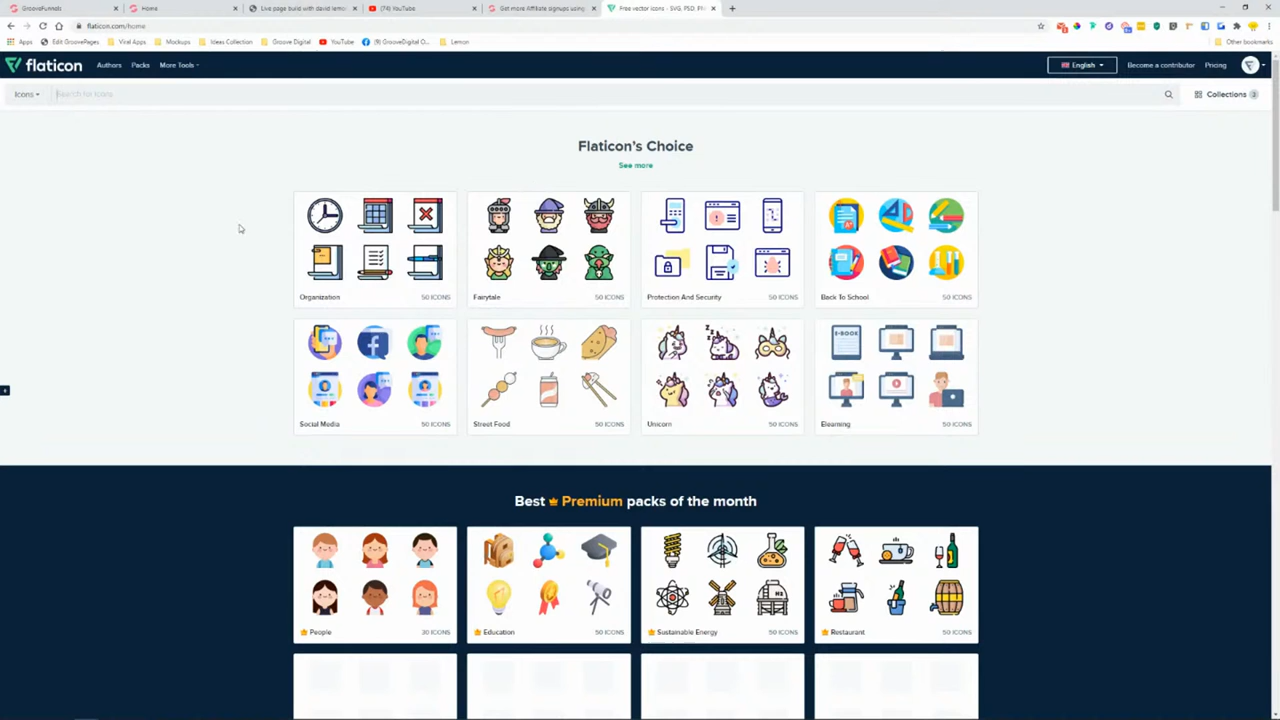 GrooveFunnels
Home
Live page build with david lemon
(74) YouTube
Get more Affiliate signups using
Free vector icons - SVG, PSD, PN
flaticon.com/home
Apps
Edit GroovePages
Viral Apps
Mockups
Ideas Collection
Groove Digital
YouTube
(9) GrooveDigital O...
Lemon
Other bookmarks
flaticon
Authors
Packs
More Tools
English
Become a contributor
Pricing
Icons
Search for icons
Collections 3
Flaticon's Choice
See more
Organization 50 ICONS
Fairytale 50 ICONS
Protection And Security 50 ICONS
Back To School 50 ICONS
E-BOOK
Social Media 50 ICONS
Street Food 50 ICONS
Unicorn 50 ICONS
Elearning 50 ICONS
Best Premium packs of the month
People 30 ICONS
Education 50 ICONS
Sustainable Energy 50 ICONS
Restaurant 50 ICONS